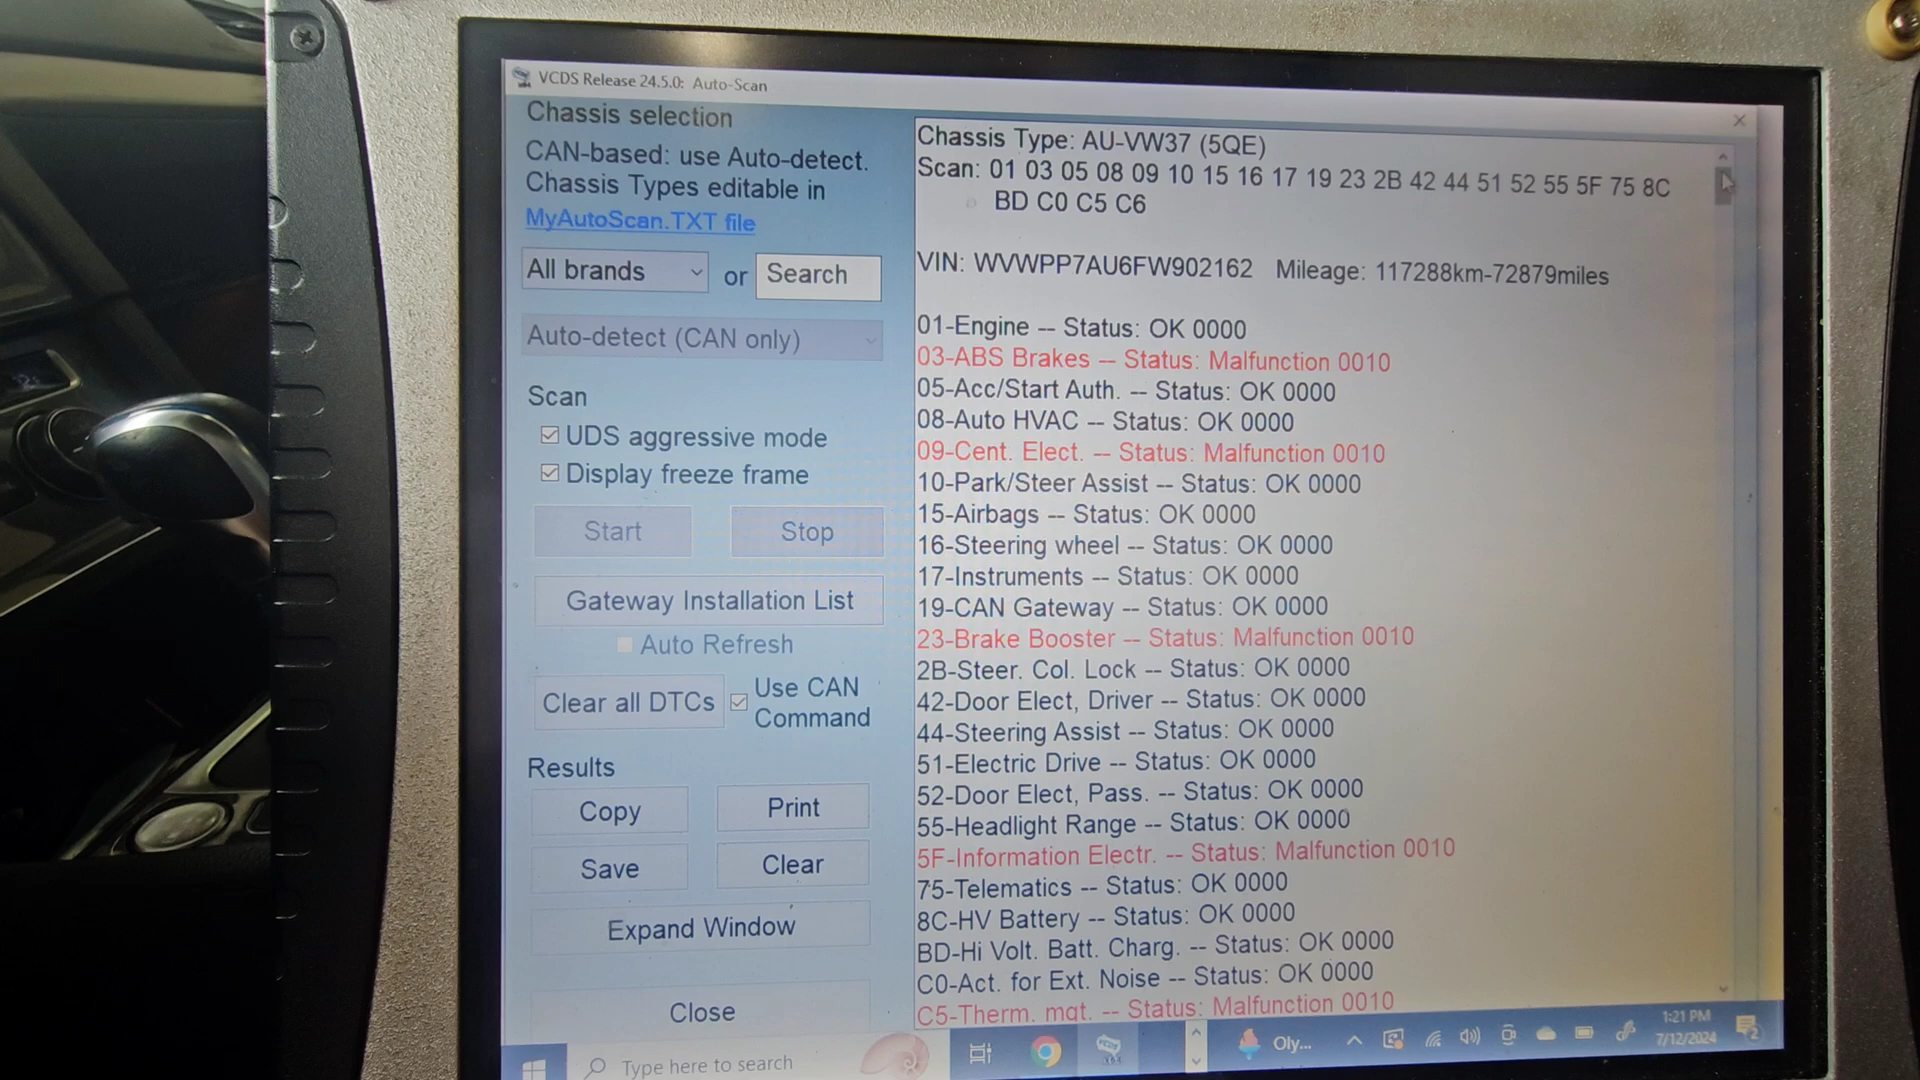 VCDS Release 24.5.0: Auto-Scan
Chassis selection
CAN-based: use Auto-detect.
Chassis Types editable in
MyAutoScan.TXT file
All brands
or
Search
Auto-detect (CAN only)
Scan
UDS aggressive mode
Display freeze frame
Start
Stop
Gateway Installation List
Auto Refresh
Clear all DTCs
Use CAN
Command
Results
Copy
Print
Save
Clear
Expand Window
Close
Chassis Type: AU-VW37 (5QE)
Scan: 01 03 05 08 09 10 15 16 17 19 23 2B 42 44 51 52 55 5F 75 8C
BD C0 C5 C6
VIN: WVWPP7AU6FW902162 Mileage: 117288km-72879miles
01-Engine -- Status: OK 0000
03-ABS Brakes -- Status: Malfunction 0010
05-Acc/Start Auth. -- Status: OK 0000
08-Auto HVAC -- Status: OK 0000
09-Cent. Elect. -- Status: Malfunction 0010
10-Park/Steer Assist -- Status: OK 0000
15-Airbags -- Status: OK 0000
16-Steering wheel -- Status: OK 0000
17-Instruments -- Status: OK 0000
19-CAN Gateway -- Status: OK 0000
23-Brake Booster -- Status: Malfunction 0010
2B-Steer. Col. Lock -- Status: OK 0000
42-Door Elect, Driver -- Status: OK 0000
44-Steering Assist -- Status: OK 0000
51-Electric Drive -- Status: OK 0000
52-Door Elect, Pass. -- Status: OK 0000
55-Headlight Range -- Status: OK 0000
5F-Information Electr. -- Status: Malfunction 0010
75-Telematics -- Status: OK 0000
8C-HV Battery -- Status: OK 0000
BD-Hi Volt. Batt. Charg. -- Status: OK 0000
C0-Act. for Ext. Noise -- Status: OK 0000
C5-Therm. mgt. -- Status: Malfunction 0010
Type here to search
VCDS
X64
Oly...
1:21 PM
7/12/2024
2